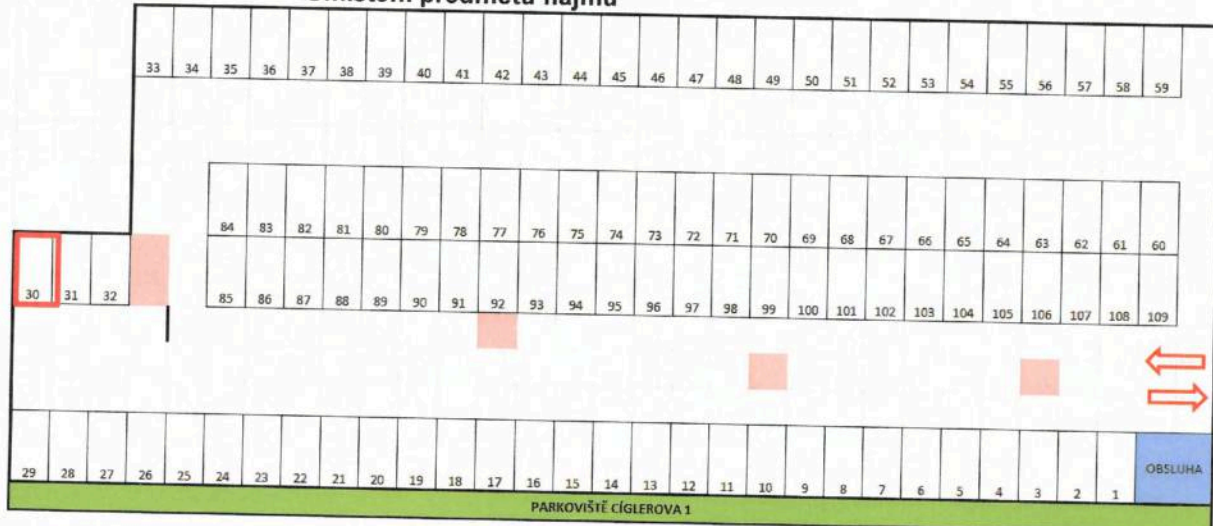 předmětu nájmu
33 34 35 36 37 38 39 40 41 42 43 44 45 46 47 48 49 50 51 52 53 54 55 56 57 58 59
84 83 82 81 80 79 78 77 76 75 74 73 72 71 70 69 68 67 66 65 64 63 62 61 60
30 31 32
85 86 87 88 89 90 91 92 93 94 95 96 97 98 99 100 101 102 103 104 105 106 107 108 109
29 28 27 26 25 24 23 22 21 20 19 18 17 16 15 14 13 12 11 10 9 8 7 6 5 4 3 2 1 OBSLUHA
PARKOVIŠTĚ CÍGLEROVA 1